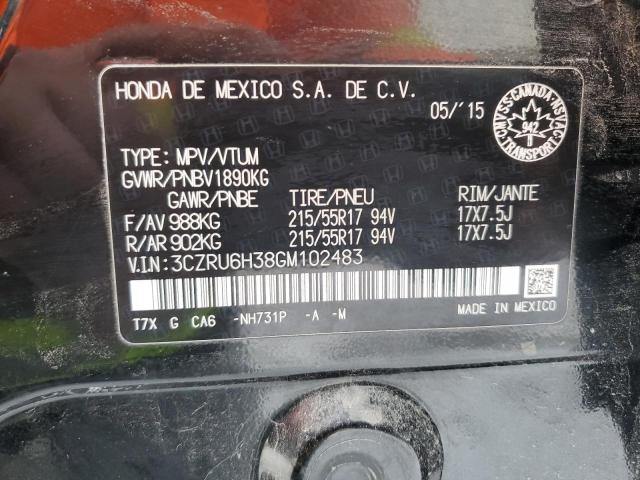 HONDA DE MEXICO S.A. DE C.V.
05/'15
CMVSS-CANADA-NSVAC
942
TRANSPORT
TYPE: MPV/VTUM
GVWR/PNBV1890KG
GAWR/PNBE TIRE/PNEU RIM/JANTE
F/AV 988KG 215/55R17 94V 17X7.5J
R/AR 902KG 215/55R17 94V 17X7.5J
V.I.N: 3CZRU6H38GM102483
T7X G CA6 -NH731P -A -M
MADE IN MEXICO